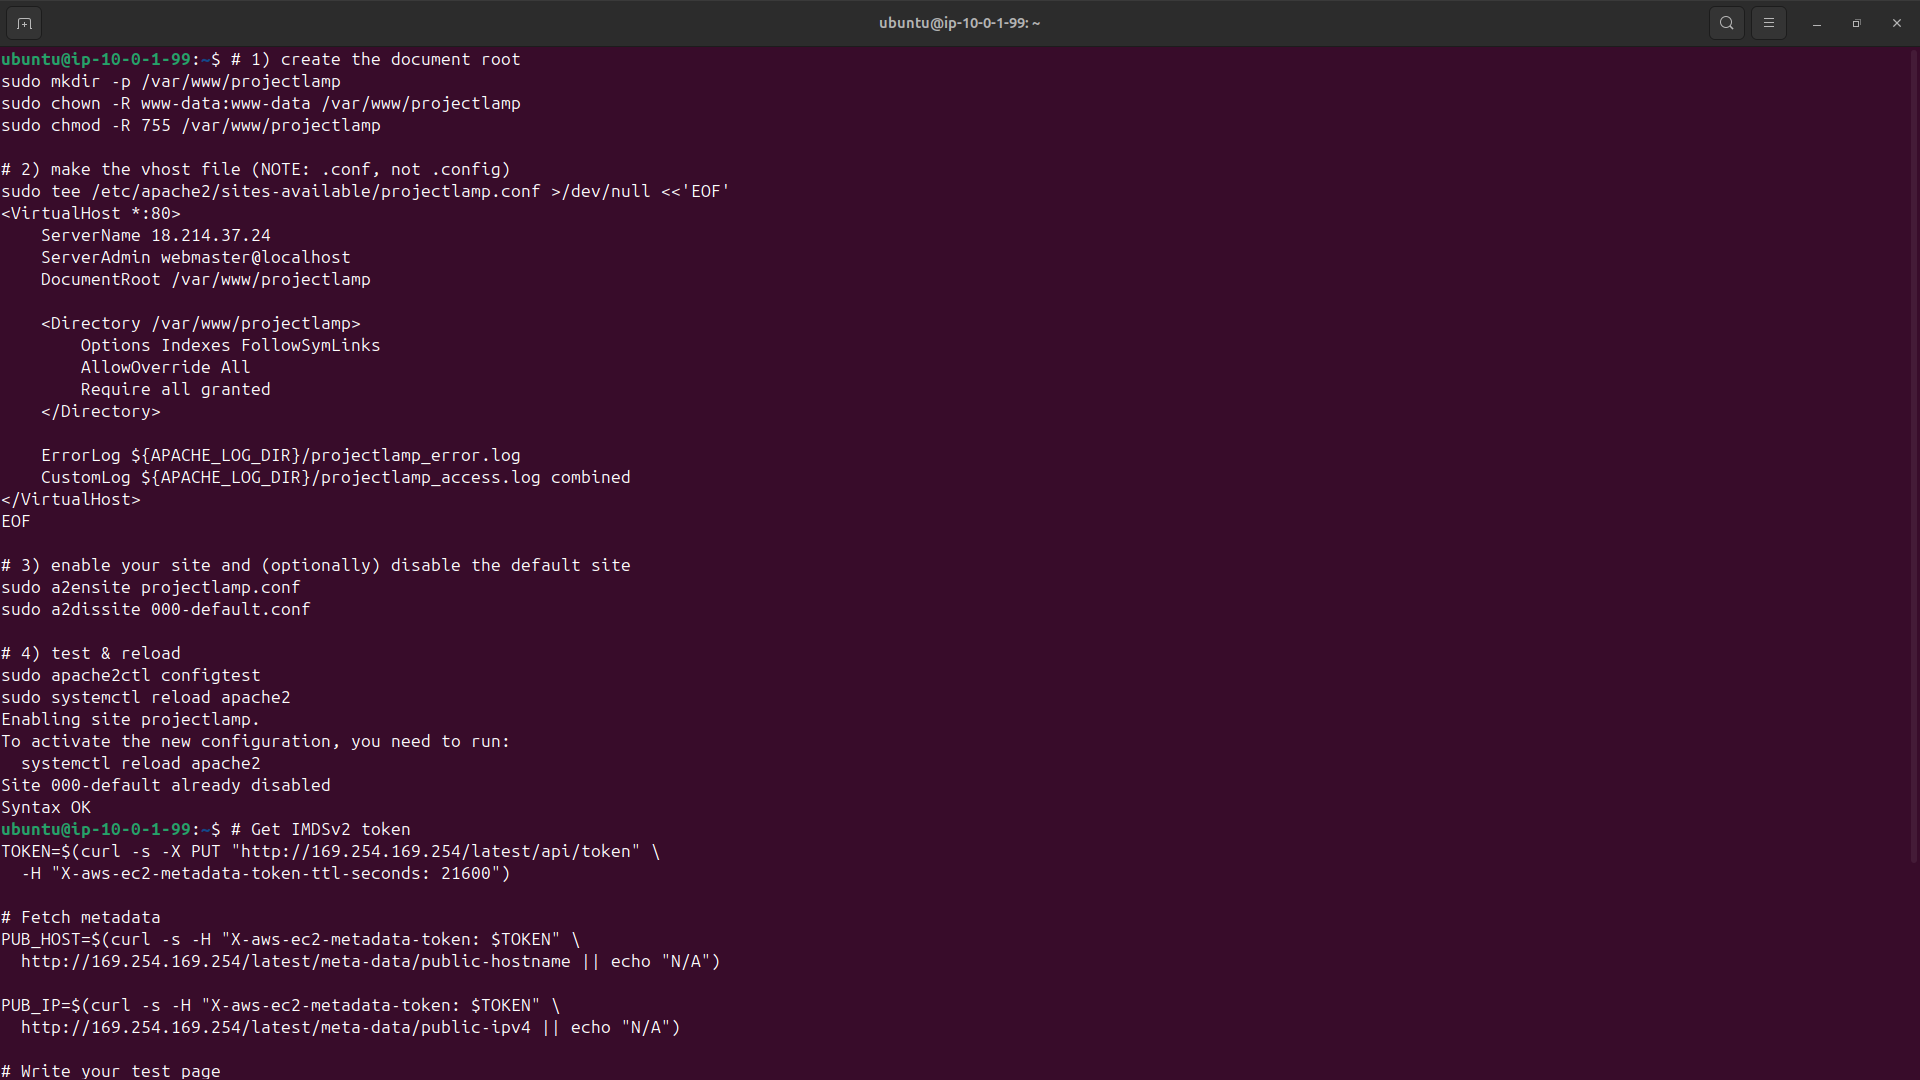 ubuntu@ip-10-0-1-99: ~
ubuntu@ip-10-0-1-99:~$ # 1) create the document root
sudo mkdir -p /var/www/projectlamp
sudo chown -R www-data:www-data /var/www/projectlamp
sudo chmod -R 755 /var/www/projectlamp
# 2) make the vhost file (NOTE: .conf, not .config)
sudo tee /etc/apache2/sites-available/projectlamp.conf >/dev/null <<'EOF'
<VirtualHost *:80>
    ServerName 18.214.37.24
    ServerAdmin webmaster@localhost
    DocumentRoot /var/www/projectlamp
    <Directory /var/www/projectlamp>
        Options Indexes FollowSymLinks
        AllowOverride All
        Require all granted
    </Directory>
    ErrorLog ${APACHE_LOG_DIR}/projectlamp_error.log
    CustomLog ${APACHE_LOG_DIR}/projectlamp_access.log combined
</VirtualHost>
EOF
# 3) enable your site and (optionally) disable the default site
sudo a2ensite projectlamp.conf
sudo a2dissite 000-default.conf
# 4) test & reload
sudo apache2ctl configtest
sudo systemctl reload apache2
Enabling site projectlamp.
To activate the new configuration, you need to run:
  systemctl reload apache2
Site 000-default already disabled
Syntax OK
ubuntu@ip-10-0-1-99:~$ # Get IMDSv2 token
TOKEN=$(curl -s -X PUT "http://169.254.169.254/latest/api/token" \
  -H "X-aws-ec2-metadata-token-ttl-seconds: 21600")
# Fetch metadata
PUB_HOST=$(curl -s -H "X-aws-ec2-metadata-token: $TOKEN" \
  http://169.254.169.254/latest/meta-data/public-hostname || echo "N/A")
PUB_IP=$(curl -s -H "X-aws-ec2-metadata-token: $TOKEN" \
  http://169.254.169.254/latest/meta-data/public-ipv4 || echo "N/A")
# Write your test page